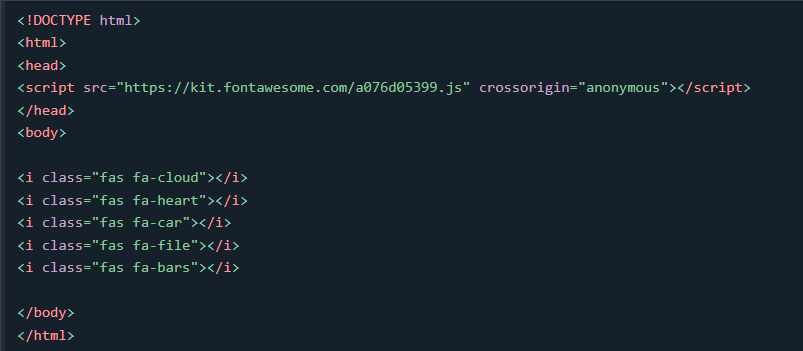 <!DOCTYPE html>
<html>
<head>
<script src="https://kit.fontawesome.com/a076d05399.js" crossorigin="anonymous"></script>
</head>
<body>
<i class="fas fa-cloud"></i>
<i class="fas fa-heart"></i>
<i class="fas fa-car"></i>
<i class="fas fa-file"></i>
<i class="fas fa-bars"></i>
</body>
</html>